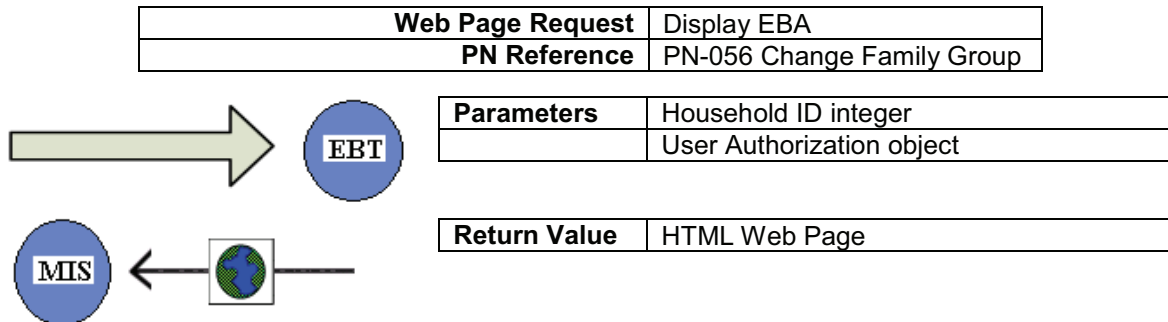 Web Page Request Display EBA
PN Reference PN-056 Change Family Group
EBT
Parameters Household ID integer
User Authorization object
MIS
Return Value HTML Web Page